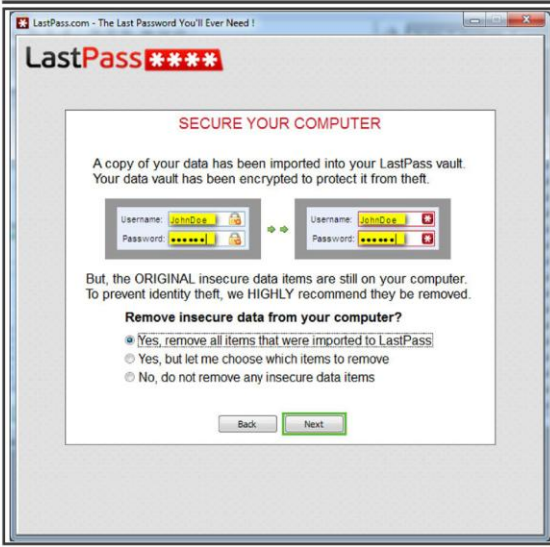 LastPass.com - The Last Password You'll Ever Need !
LastPass ****
SECURE YOUR COMPUTER
A copy of your data has been imported into your LastPass vault.
Your data vault has been encrypted to protect it from theft.
Username: JohnDoe Username: JohnDoe
Password: ●●●●●● Password: ●●●●●●
But, the ORIGINAL insecure data items are still on your computer.
To prevent identity theft, we HIGHLY recommend they be removed.
Remove insecure data from your computer?
Yes, remove all items that were imported to LastPass
Yes, but let me choose which items to remove
No, do not remove any insecure data items
Back Next